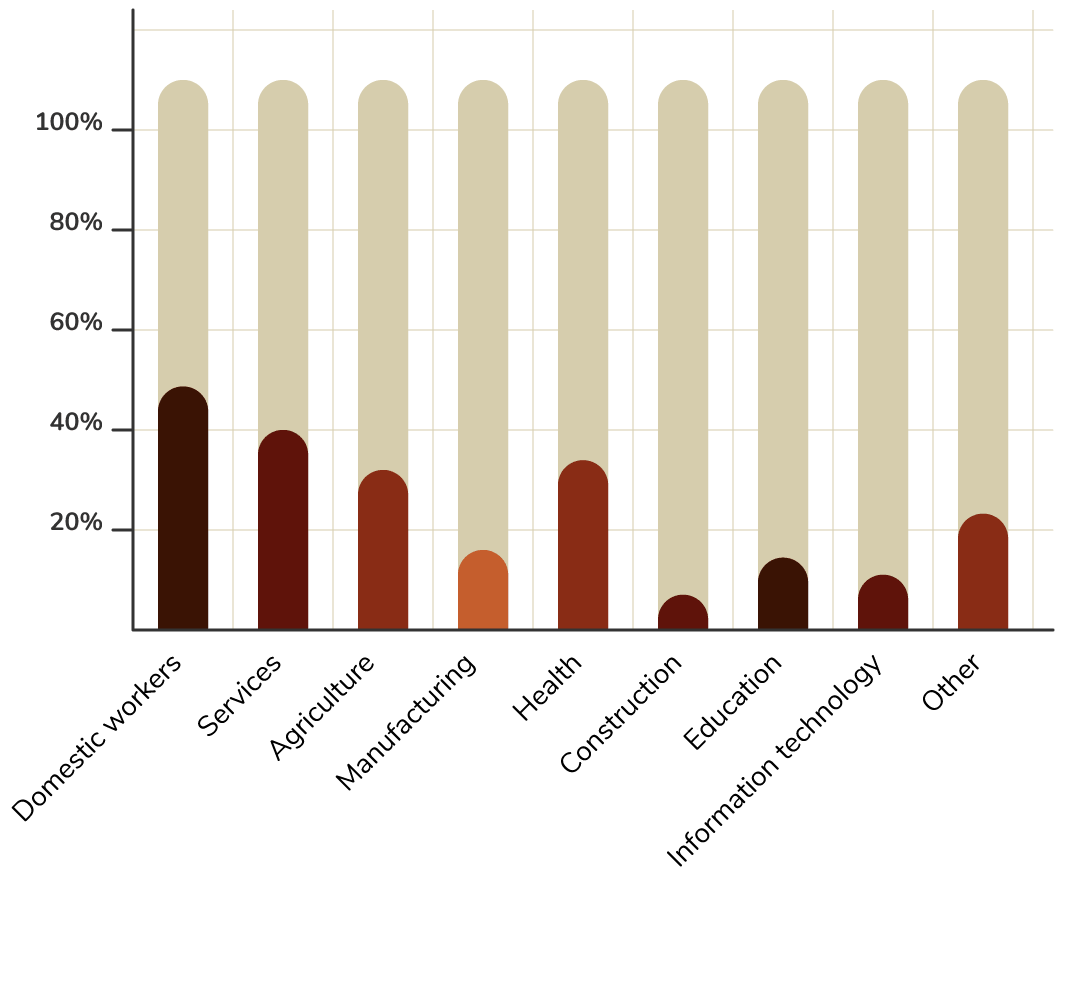 100%
80%
60%
40%
20%
Domestic workers
Services
Agriculture
Manufacturing
Health
Construction
Education
Information technology
Other